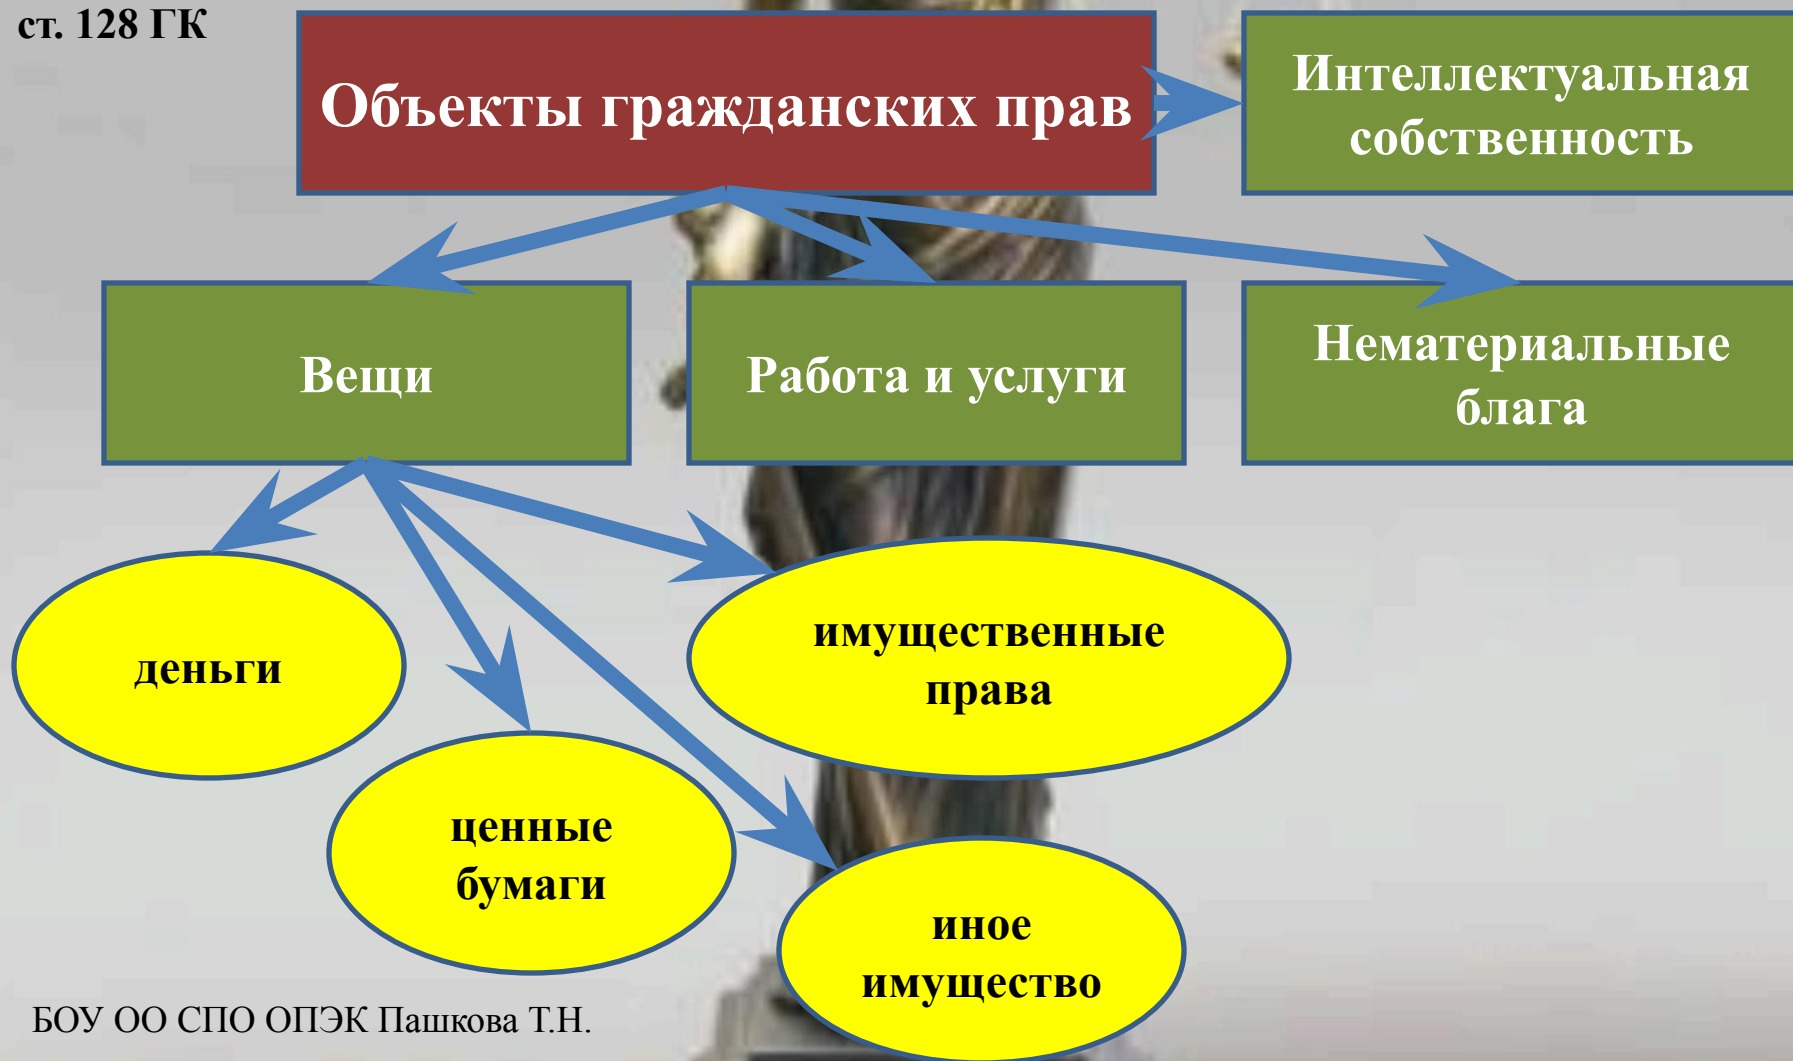 ст. 128 ГК
Объекты гражданских прав
Интеллектуальная
собственность
Вещи
Работа и услуги
Нематериальные
блага
деньги
имущественные
права
ценные
бумаги
иное
имущество
БОУ ОО СПО ОПЭК Пашкова Т.Н.